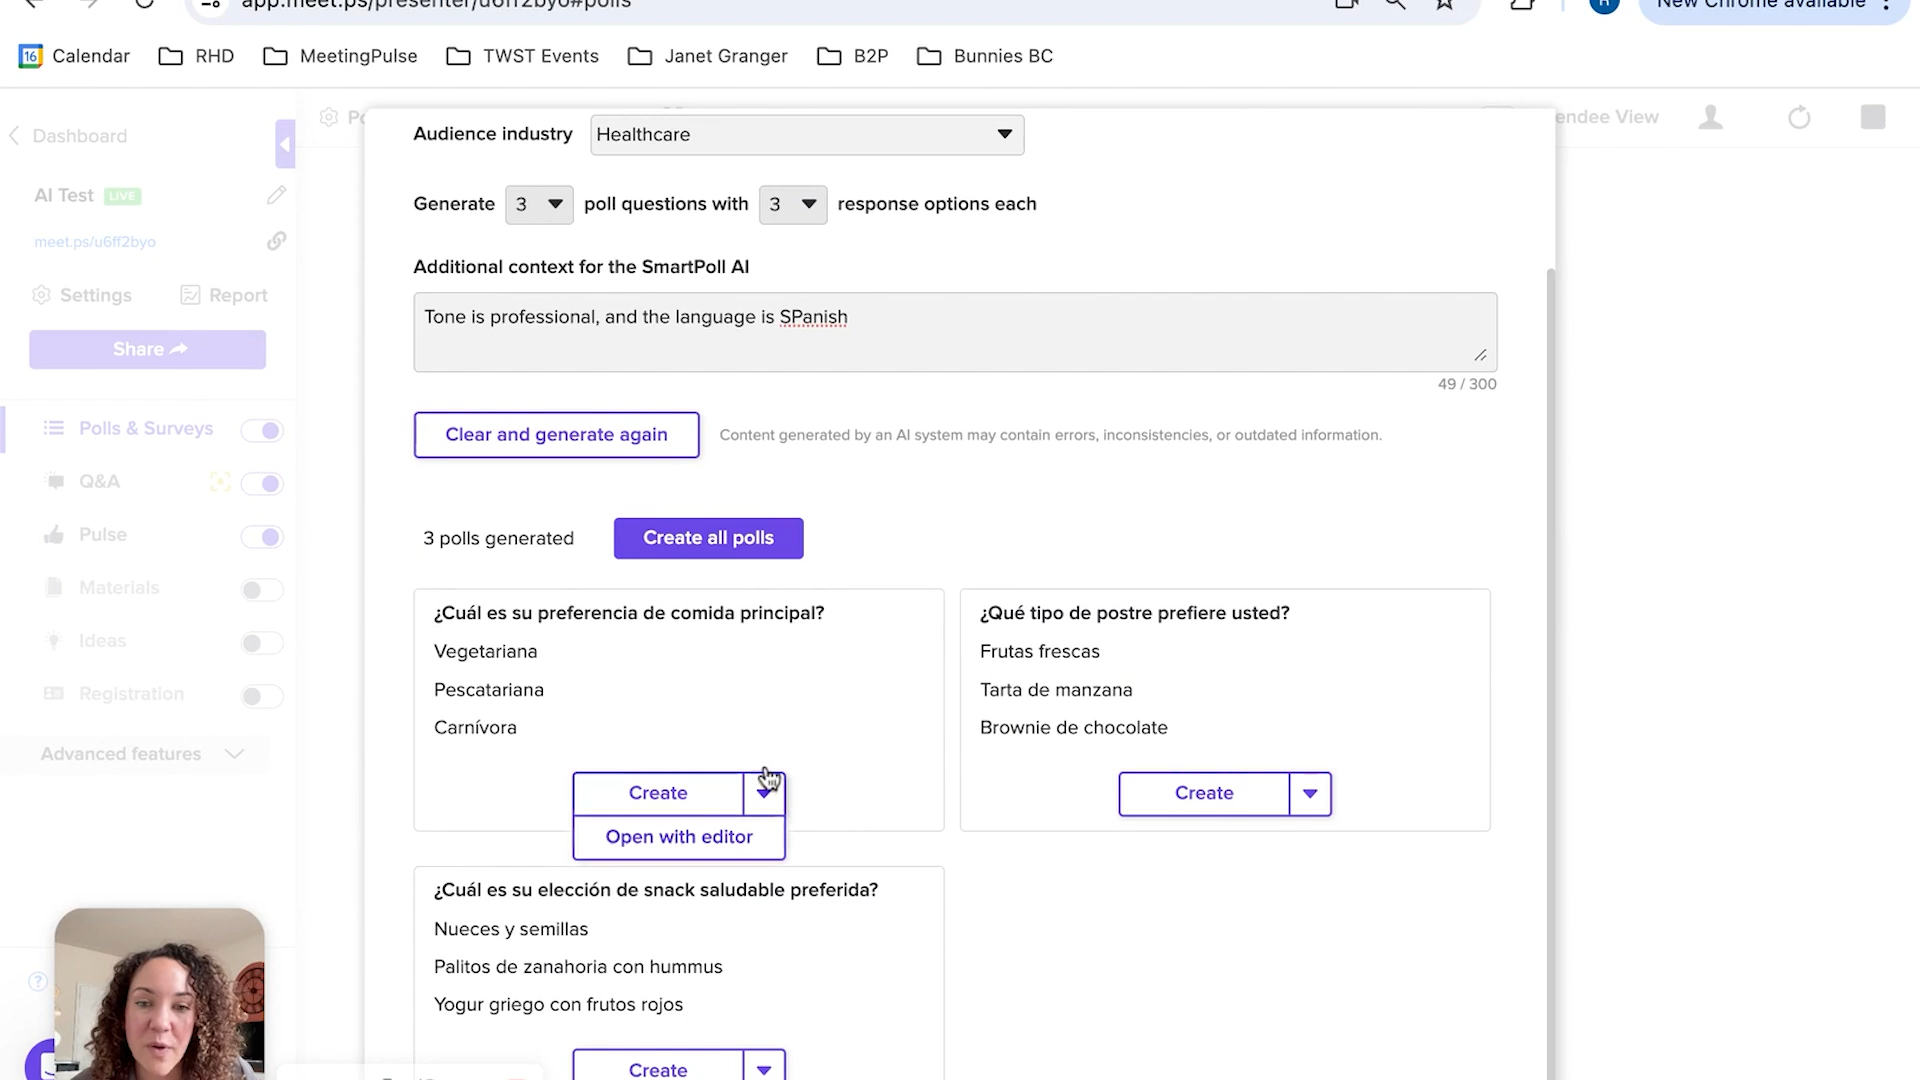 app.meet.ps/presenter/u6ff2byo#polls
New Chrome available
16 Calendar RHD MeetingPulse TWST Events Janet Granger B2P Bunnies BC
Dashboard
endee View
Audience industry Healthcare
AI Test LIVE
Generate 3 poll questions with 3 response options each
meet.ps/u6ff2byo
Additional context for the SmartPoll AI
Settings Report
Tone is professional, and the language is SPanish
Share
49 / 300
Polls & Surveys
Clear and generate again Content generated by an AI system may contain errors, inconsistencies, or outdated information.
Q&A
Pulse
3 polls generated Create all polls
Materials
Ideas
Registration
Advanced features
¿Cuál es su preferencia de comida principal?
Vegetariana
Pescatariana
Carnívora
Create
Open with editor
¿Qué tipo de postre prefiere usted?
Frutas frescas
Tarta de manzana
Brownie de chocolate
Create
¿Cuál es su elección de snack saludable preferida?
Nueces y semillas
Palitos de zanahoria con hummus
Yogur griego con frutos rojos
Create